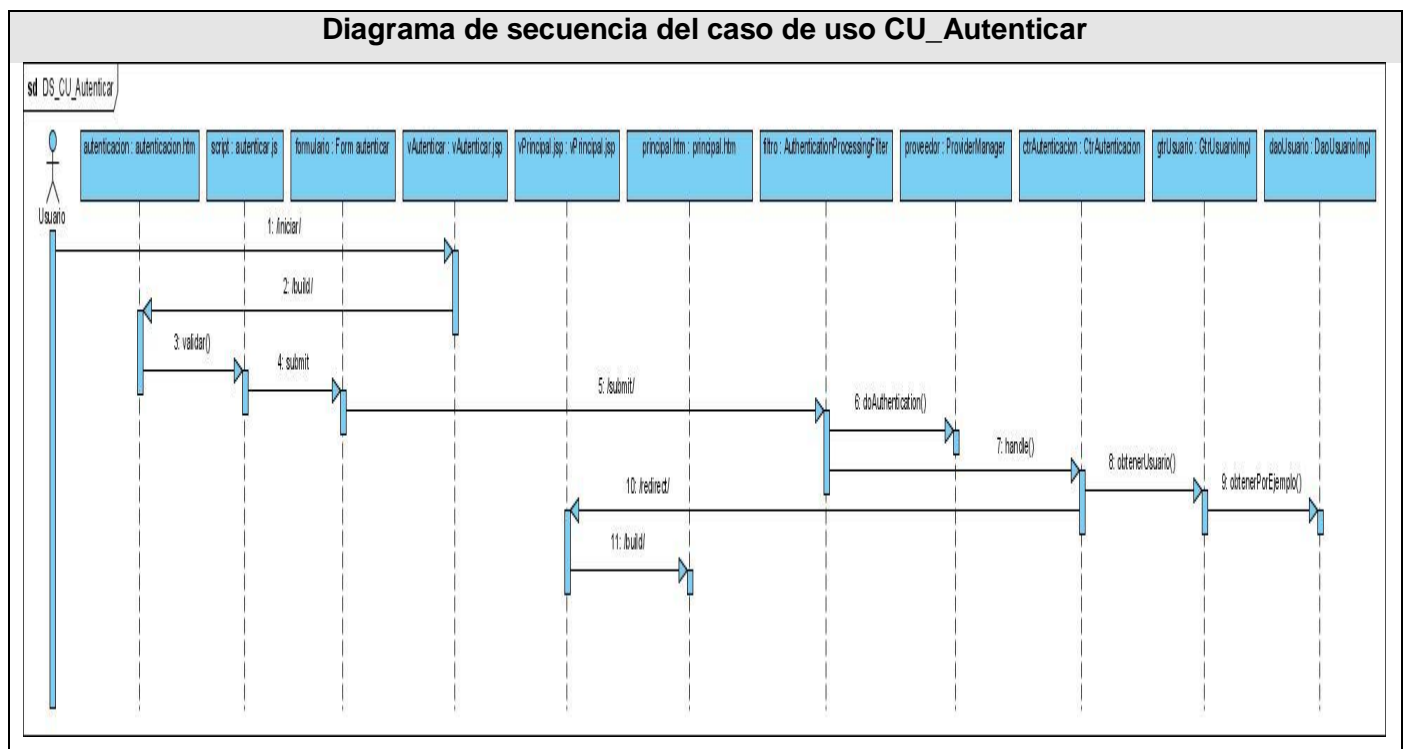 Diagrama de secuencia del caso de uso CU_Autenticar
sd DS_CU_Autenticar
Usuario
autenticacion : autenticacion.htm
script : autenticar.js
formulario : Form autenticar
vAutenticar : vAutenticar.jsp
vPrincipal.jsp : vPrincipal.jsp
principal.htm : principal.htm
filtro : AuthenticationProcessingFilter
proveedor : ProviderManager
ctrAutenticacion : CtrAutenticacion
gtrUsuario : GtrUsuarioImpl
daoUsuario : DaoUsuarioImpl
1: /iniciar/
2: /build/
3: validar()
4: submit
5: /submit/
6: doAuthentication()
7: handle()
8: obtenerUsuario()
9: obtenerPorEjemplo()
10: /redirect/
11: /build/